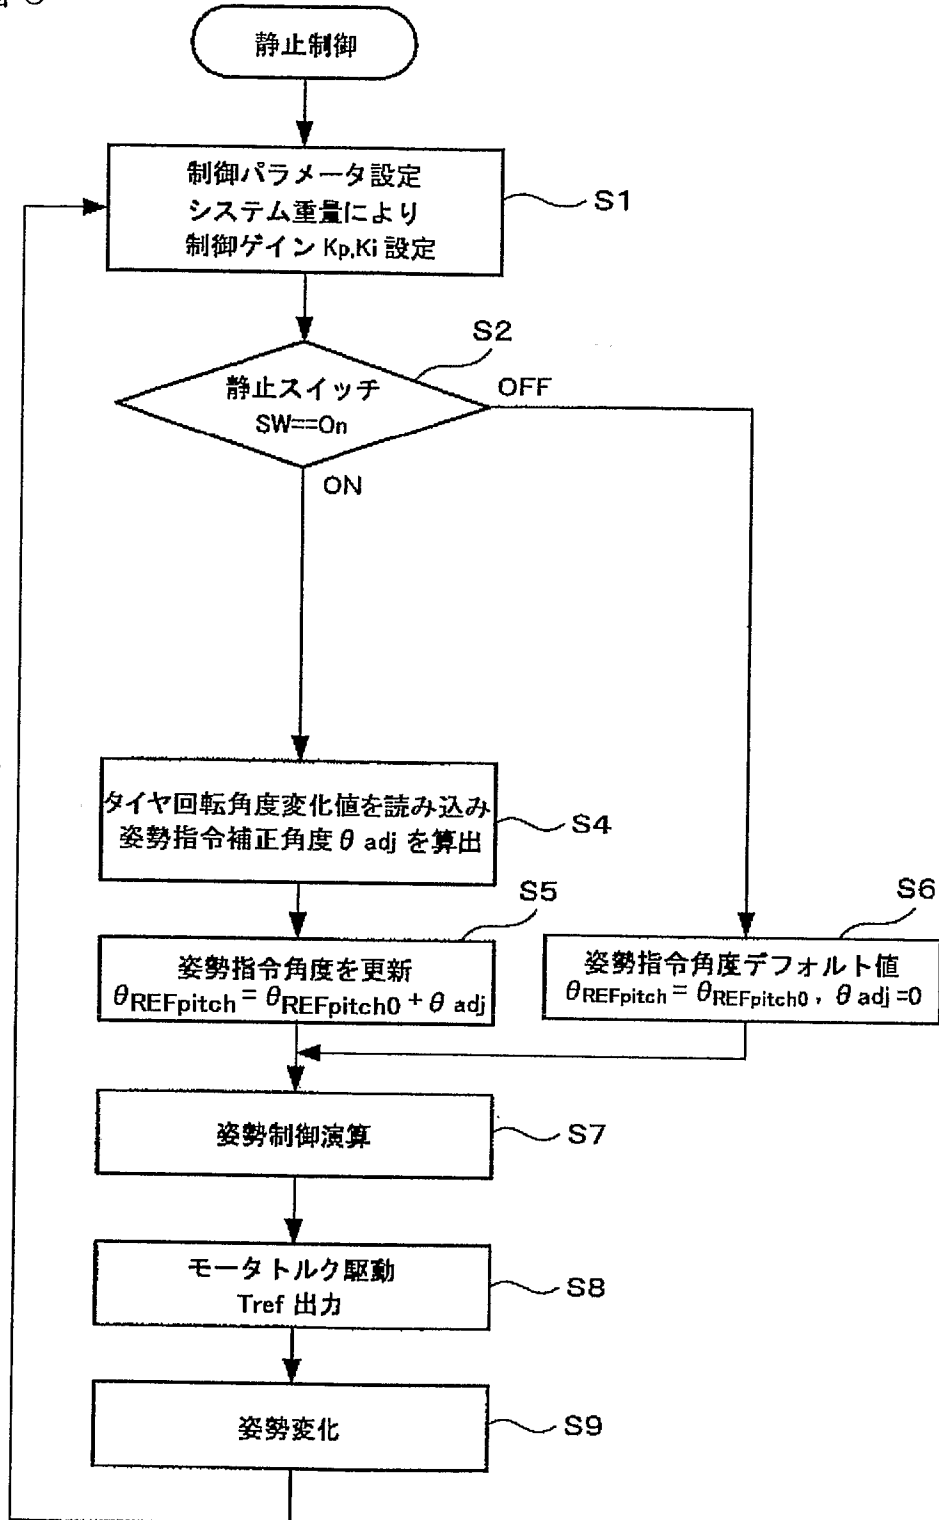 静止制御
制御パラメータ設定
システム重量により
制御ゲイン Kp,Ki 設定
S1
S2
静止スイッチ
SW==On
OFF
ON
タイヤ回転角度変化値を読み込み
姿勢指令補正角度θ adj を算出
S4
S5
姿勢指令角度を更新
θREFpitch = θREFpitch0 + θ adj
S6
姿勢指令角度デフォルト値
θREFpitch = θREFpitch0 , θ adj =0
姿勢制御演算
S7
モータトルク駆動
Tref 出力
S8
姿勢変化
S9